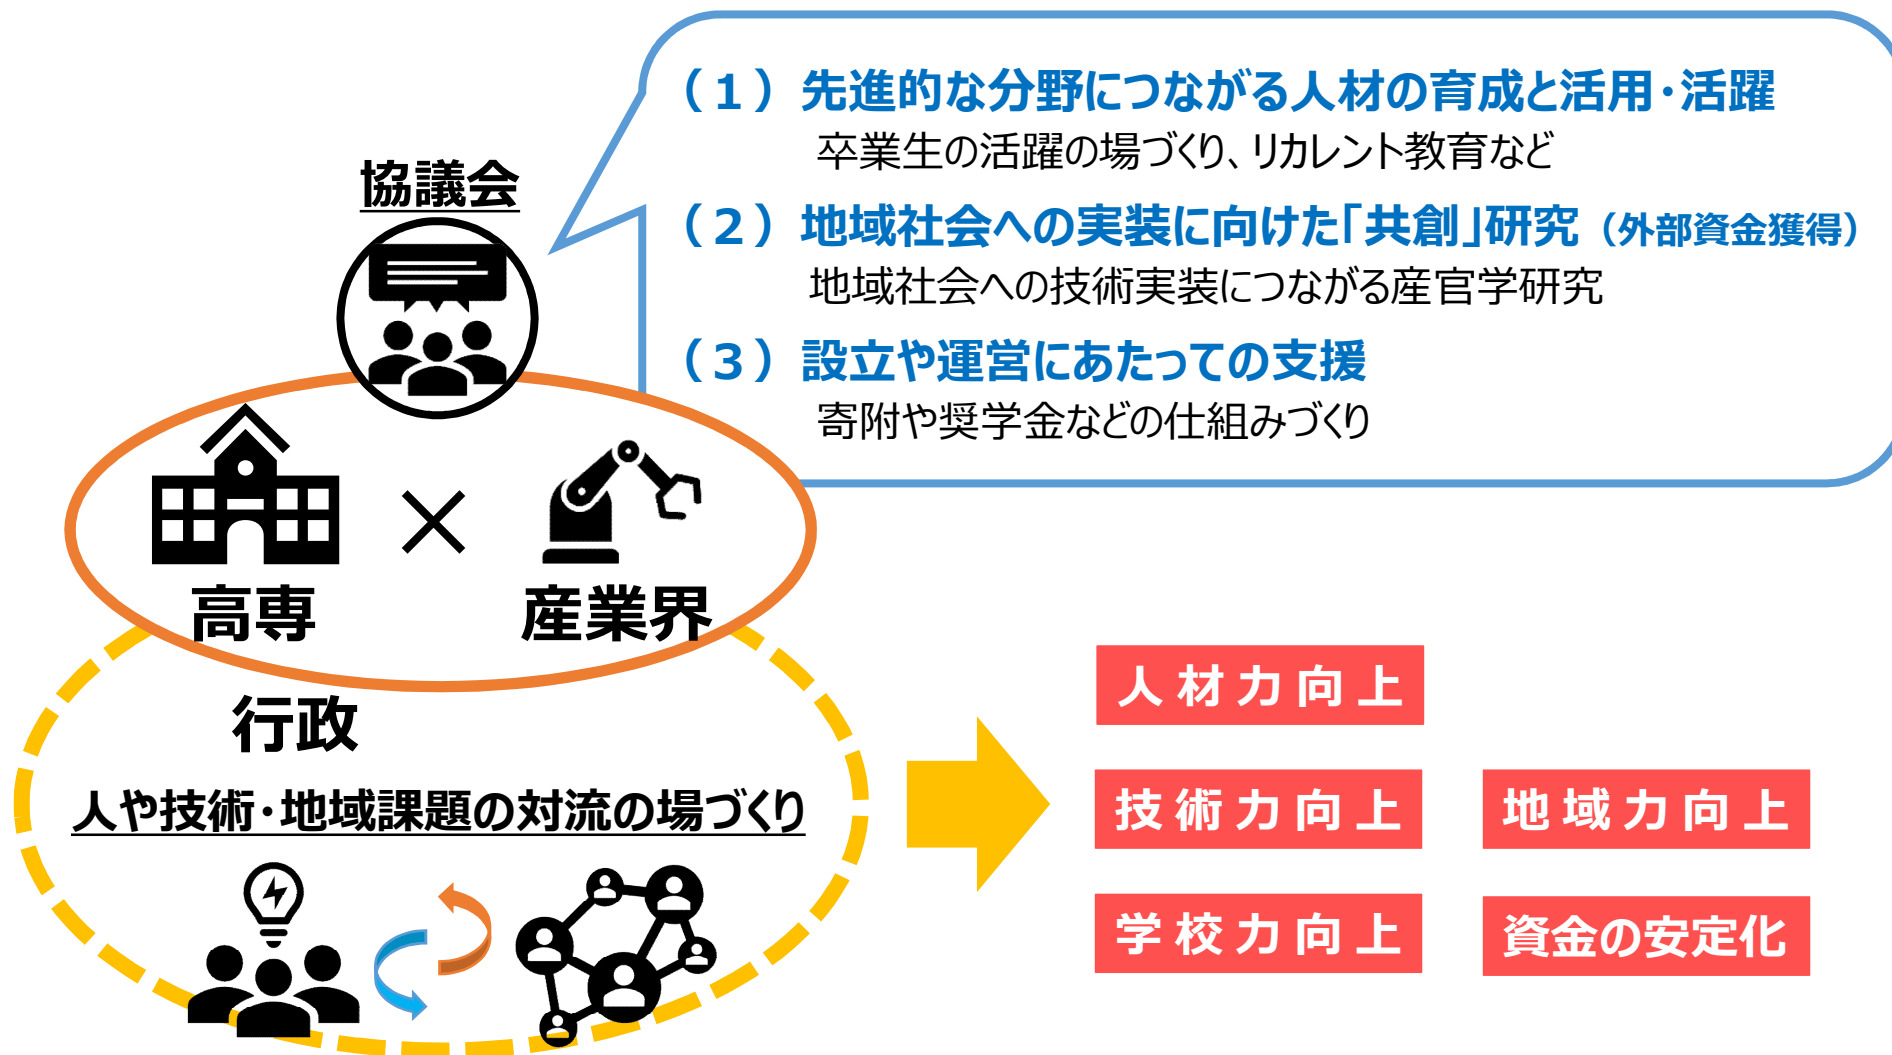 （１）先進的な分野につながる人材の育成と活用・活躍
卒業生の活躍の場づくり、リカレント教育など
（２）地域社会への実装に向けた「共創」研究（外部資金獲得）
地域社会への技術実装につながる産官学研究
（３）設立や運営にあたっての支援
寄附や奨学金などの仕組みづくり
協議会
高専
×
産業界
行政
人や技術・地域課題の対流の場づくり
人材力向上
技術力向上
地域力向上
学校力向上
資金の安定化